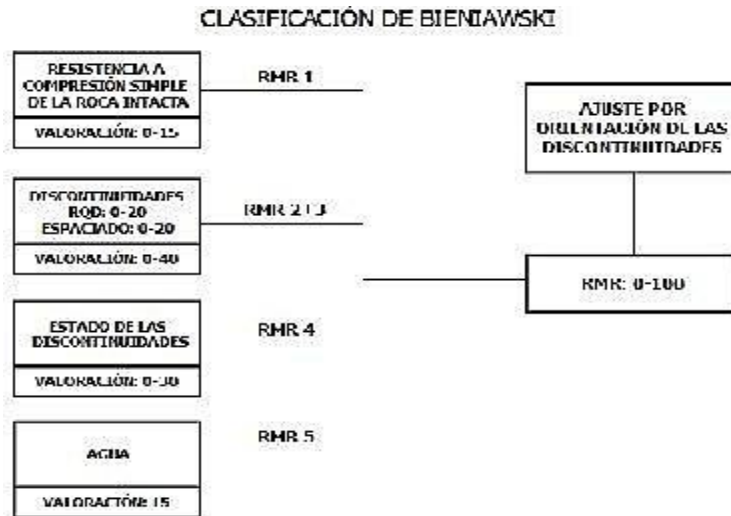 CLASIFICACIÓN DE BIENIAWSKI
RESISTENCIA A
COMPRESIÓN SIMPLE
DE LA ROCA INTACTA
VALORACIÓN: 0-15
RMR 1
DISCONTINUIDADES
RQD: 0-20
ESPACIADO: 0-20
VALORACIÓN: 0-40
RMR 2+3
ESTADO DE LAS
DISCONTINUIDADES
VALORACIÓN: 0-30
RMR 4
AGUA
VALORACIÓN: 15
RMR 5
AJUSTE POR
ORIENTACIÓN DE LAS
DISCONTINUIDADES
RMR: 0-100